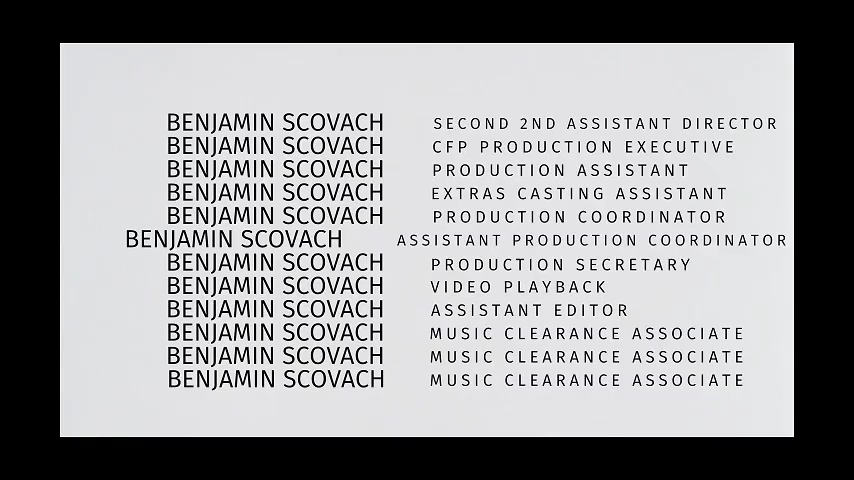 BENJAMIN SCOVACH SECOND 2ND ASSISTANT DIRECTOR
BENJAMIN SCOVACH CFP PRODUCTION EXECUTIVE
BENJAMIN SCOVACH PRODUCTION ASSISTANT
BENJAMIN SCOVACH EXTRAS CASTING ASSISTANT
BENJAMIN SCOVACH PRODUCTION COORDINATOR
BENJAMIN SCOVACH ASSISTANT PRODUCTION COORDINATOR
BENJAMIN SCOVACH PRODUCTION SECRETARY
BENJAMIN SCOVACH VIDEO PLAYBACK
BENJAMIN SCOVACH ASSISTANT EDITOR
BENJAMIN SCOVACH MUSIC CLEARANCE ASSOCIATE
BENJAMIN SCOVACH MUSIC CLEARANCE ASSOCIATE
BENJAMIN SCOVACH MUSIC CLEARANCE ASSOCIATE